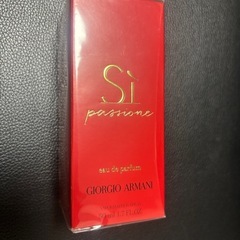 Sì
passione
eau de parfum
GIORGIO ARMANI